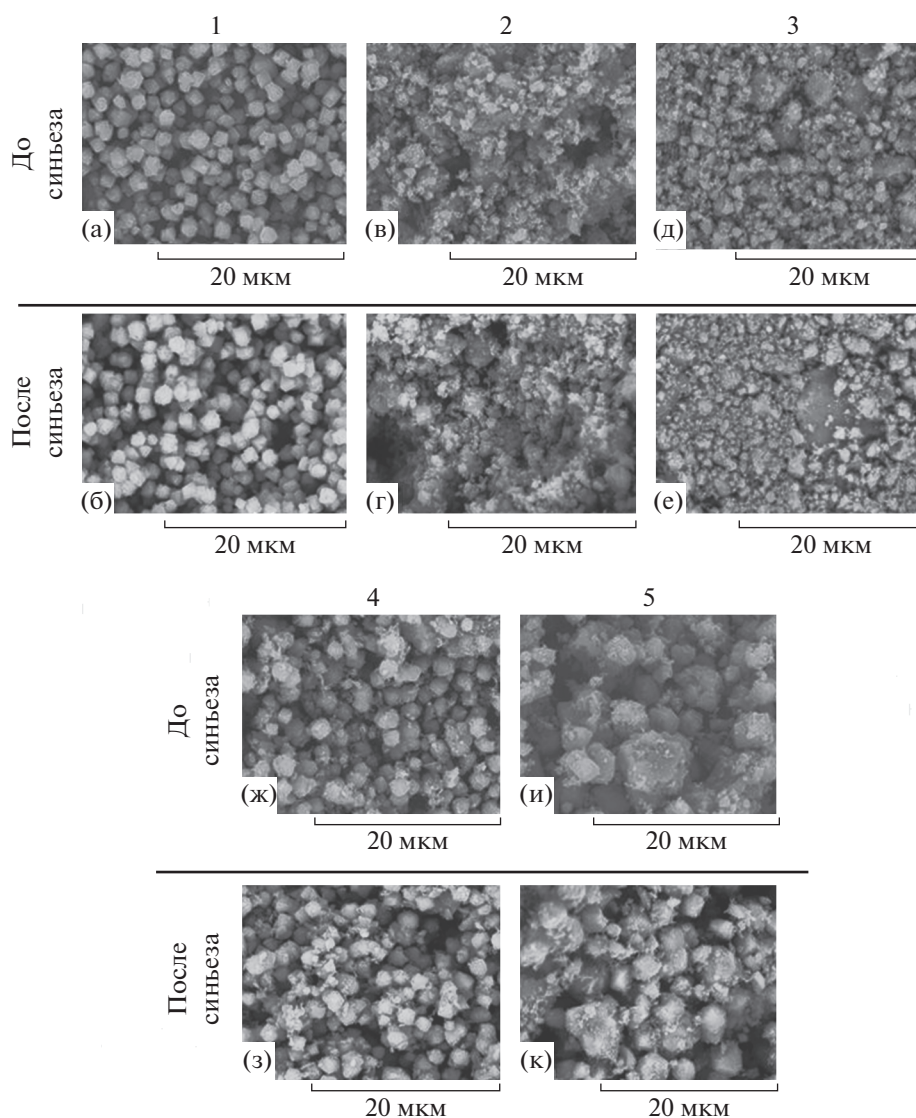 1 2 3
До
синьеза
(а) (в) (д)
20 мкм 20 мкм 20 мкм
После
синьеза
(б) (г) (е)
20 мкм 20 мкм 20 мкм
4 5
До
синьеза
(ж) (и)
20 мкм 20 мкм
После
синьеза
(з) (к)
20 мкм 20 мкм